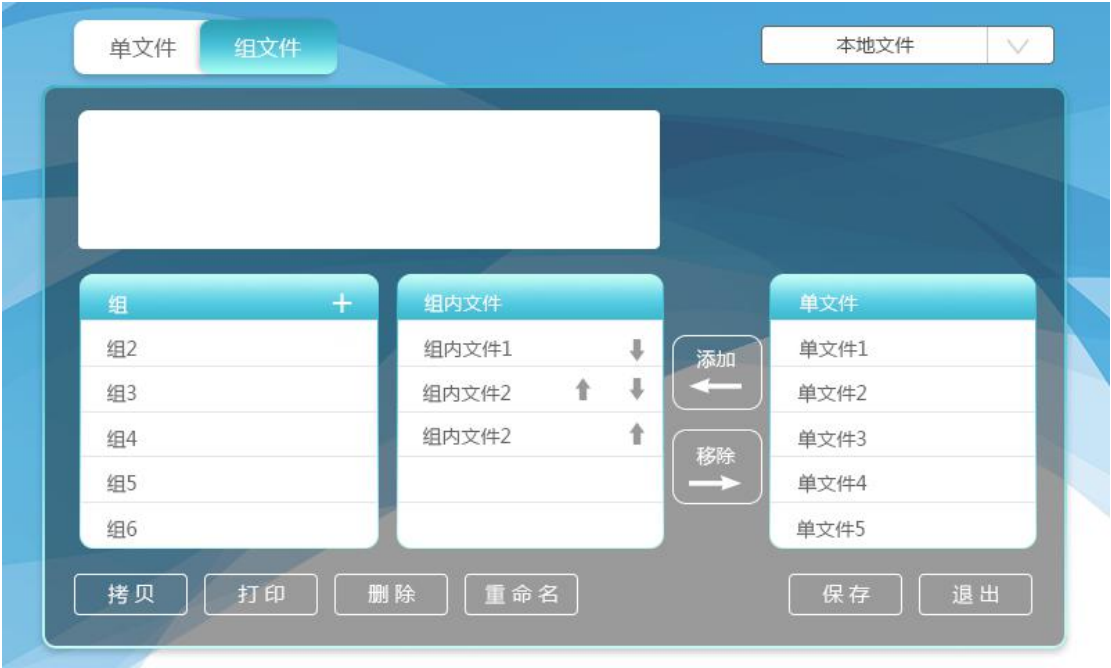 单文件 组文件 本地文件
组 组内文件 单文件
组2 组内文件1 添加 单文件1
组3 组内文件2 单文件2
组4 组内文件2 移除 单文件3
组5 单文件4
组6 单文件5
拷贝 打印 删除 重命名 保存 退出